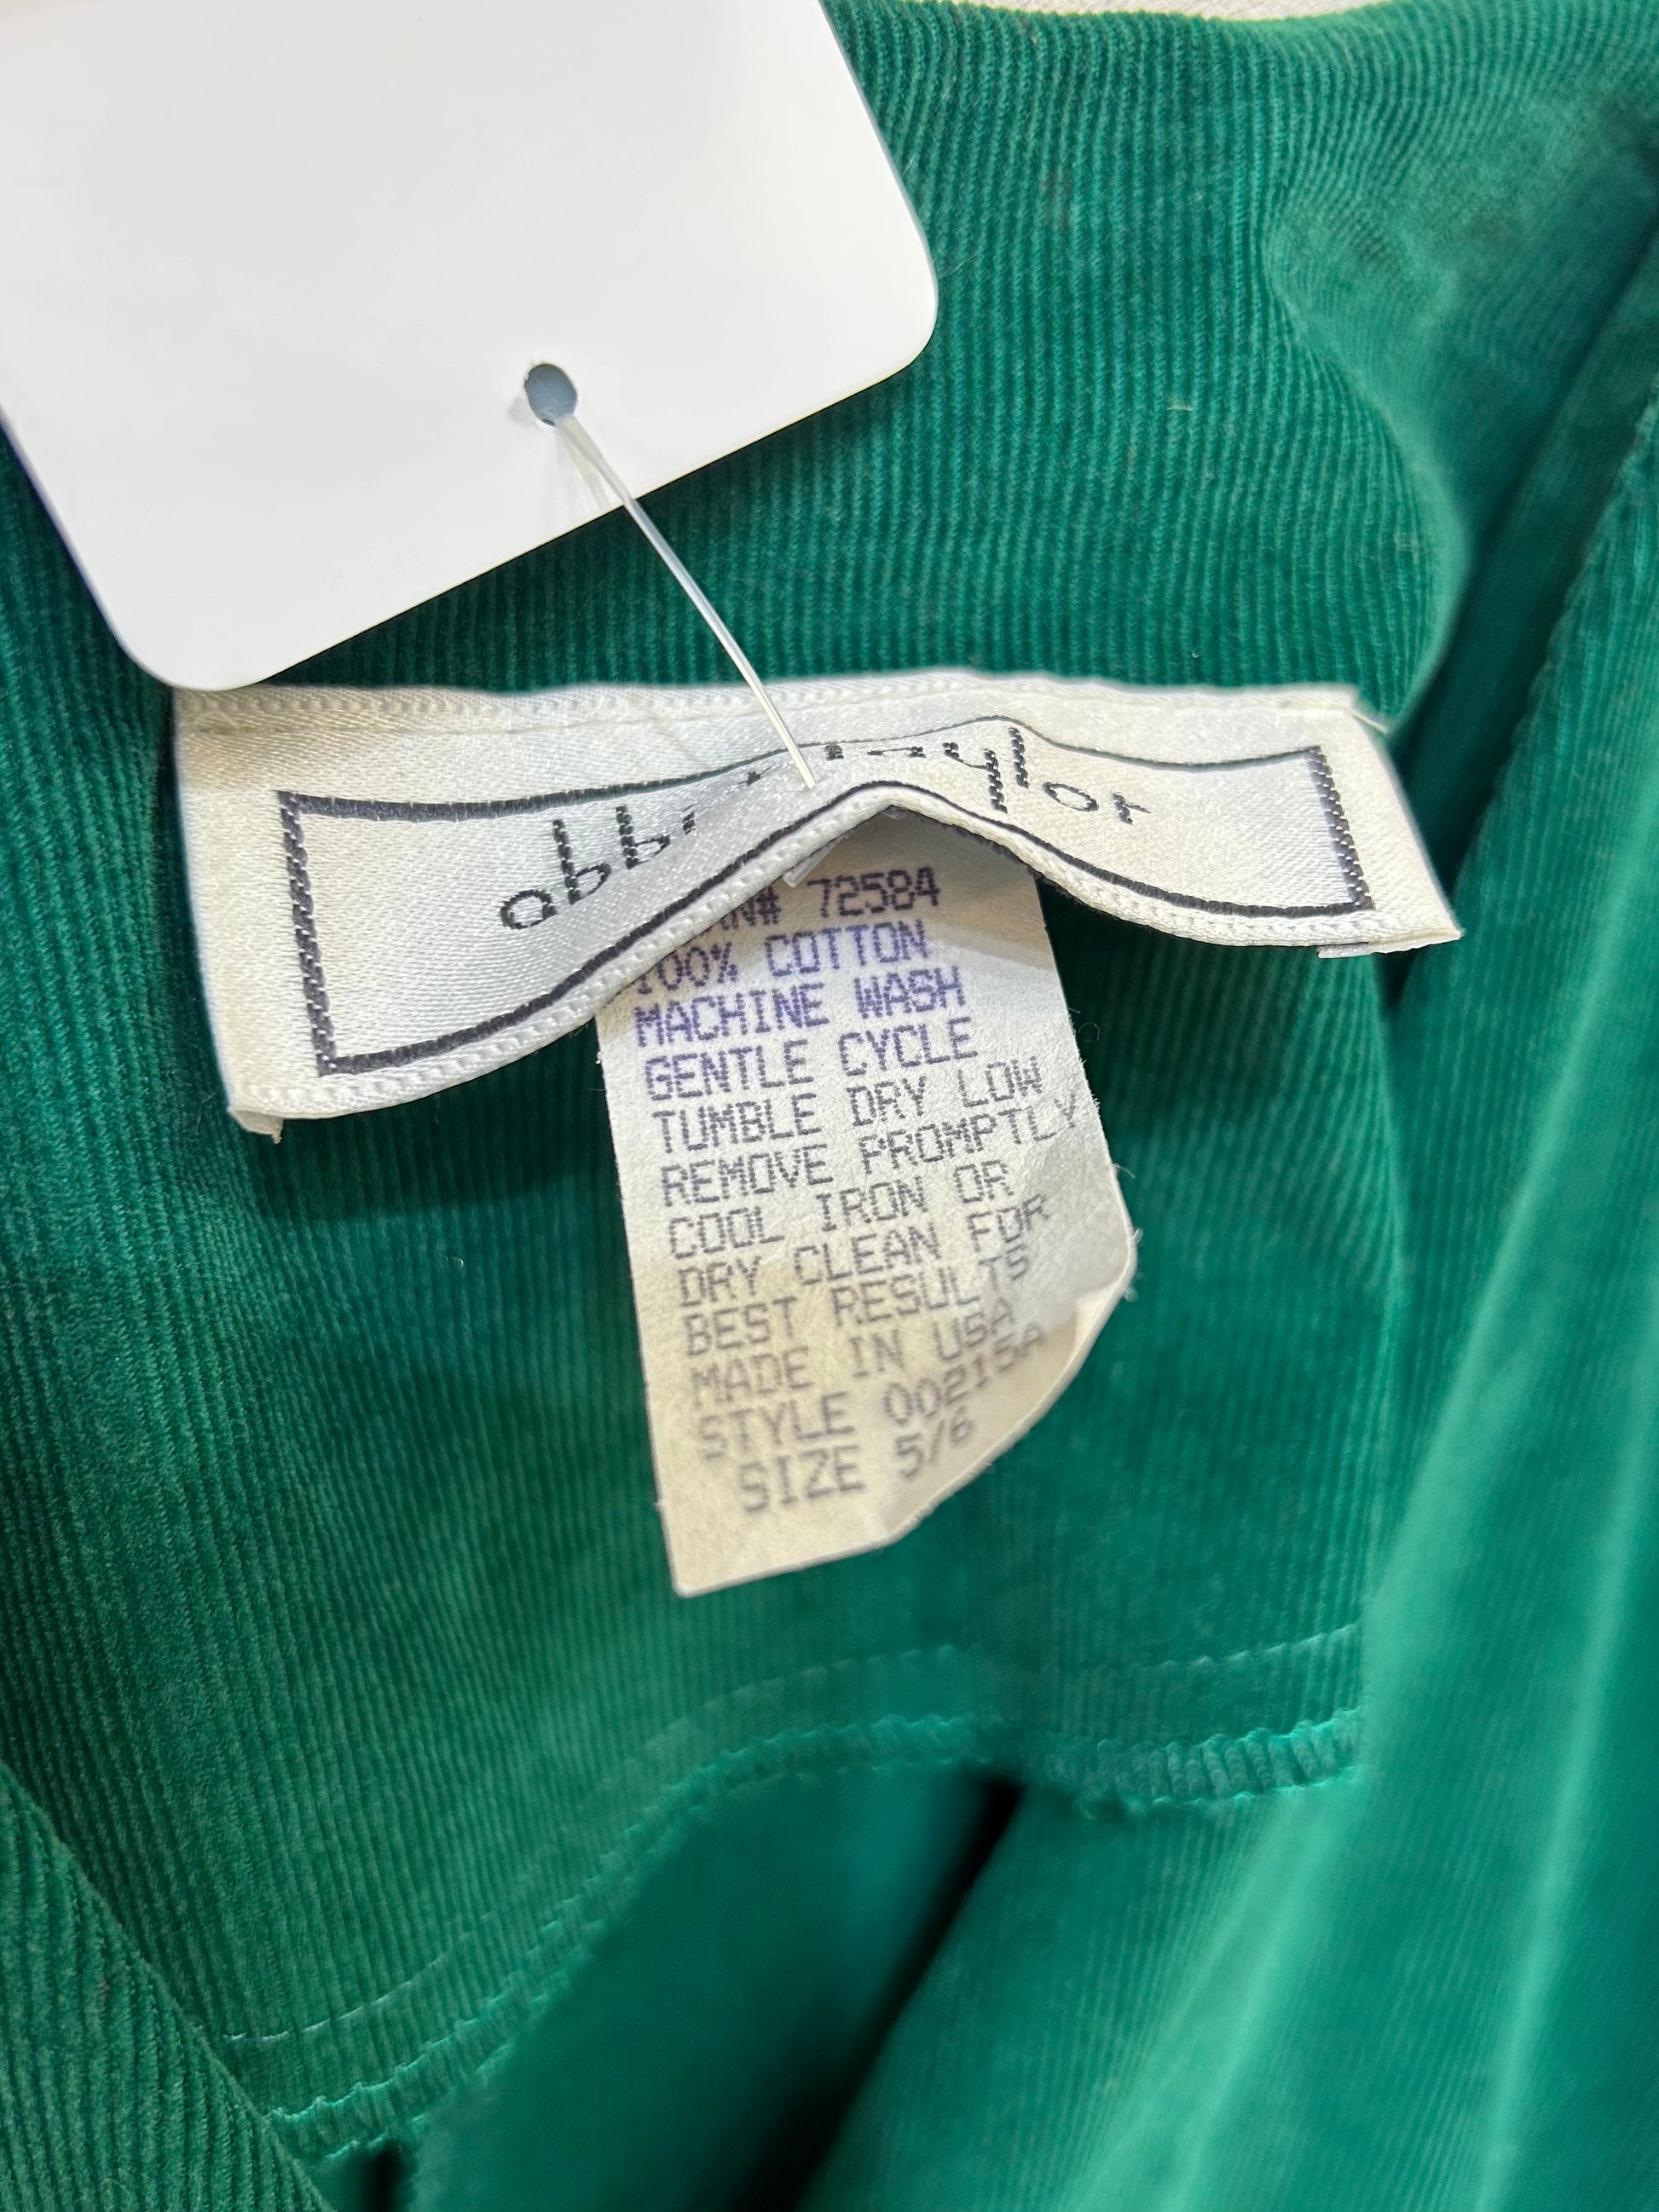 72584
100% COTTON
MACHINE WASH
GENTLE CYCLE
TUMBLE DRY LOW
REMOVE PROMPTLY
COOL IRON OR
DRY CLEAN FOR
BEST RESULTS
MADE IN USA
STYLE 00215A
SIZE 5/6